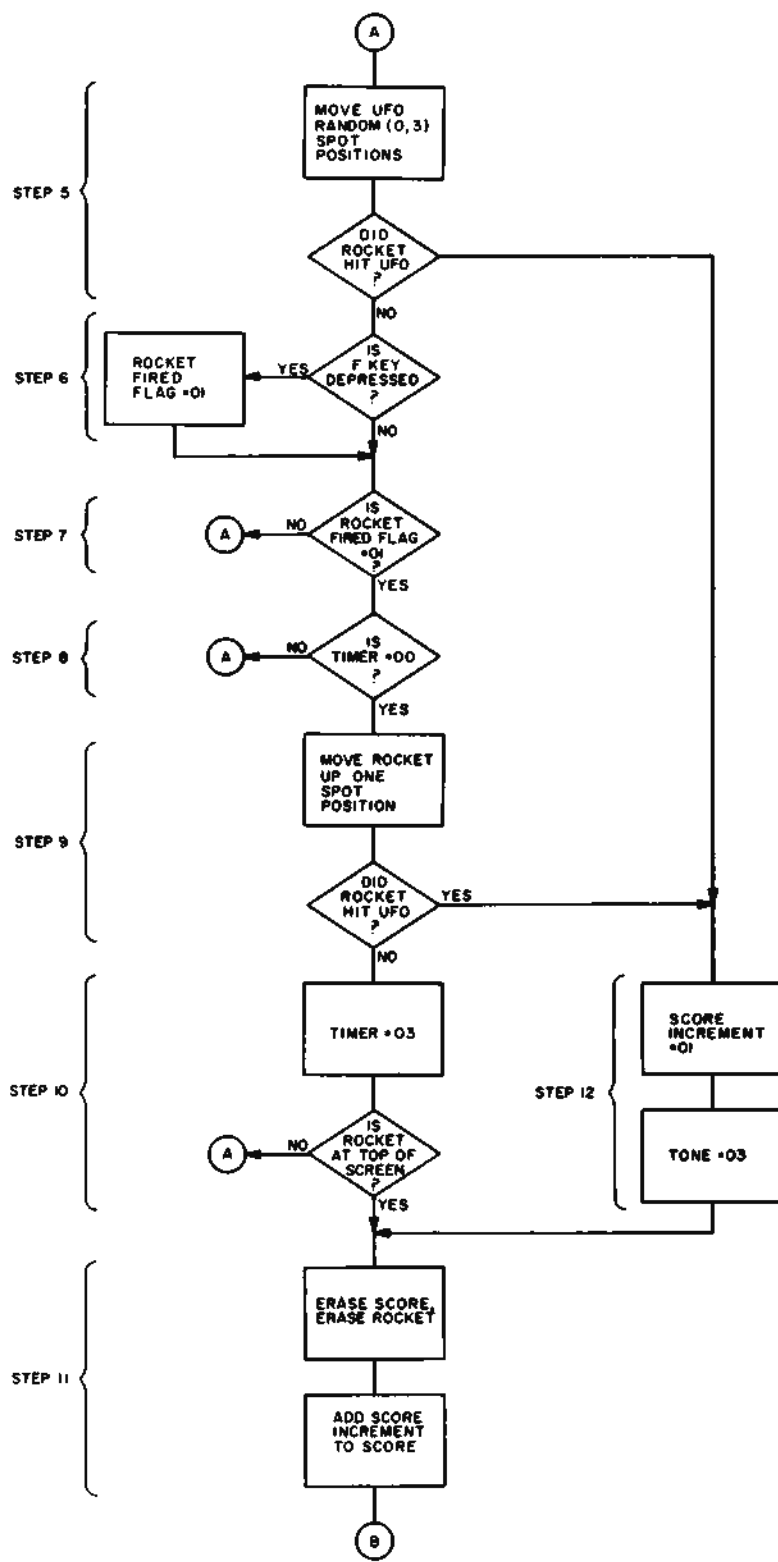 A
MOVE UFO
RANDOM (0,3)
SPOT
POSITIONS
STEP 5
DID
ROCKET
HIT UFO
?
NO
STEP 6
ROCKET
FIRED
FLAG =01
YES
IS
F KEY
DEPRESSED
?
NO
STEP 7
A
NO
IS
ROCKET
FIRED FLAG
=01
?
YES
STEP 8
A
NO
IS
TIMER =00
?
YES
STEP 9
MOVE ROCKET
UP ONE
SPOT
POSITION
DID
ROCKET
HIT UFO
?
YES
NO
STEP 10
TIMER =03
A
NO
IS
ROCKET
AT TOP OF
SCREEN
?
YES
STEP 12
SCORE
INCREMENT
=01
TONE =03
STEP 11
ERASE SCORE,
ERASE ROCKET
ADD SCORE
INCREMENT
TO SCORE
B